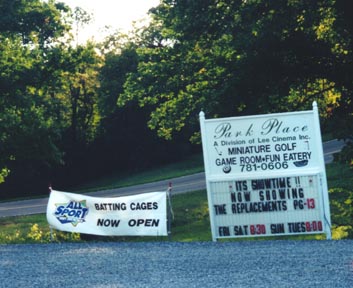 Park Place
A Division of Lee Cinema Inc.
MINIATURE GOLF
GAME ROOM•FUN EATERY
781-0606
ITS SHOWTIME !!
NOW SHOWING
THE REPLACEMENTS PG-13
FRI SAT 8:30 SUN TUES 8:00
ALL
SPORT
BATTING CAGES
NOW OPEN